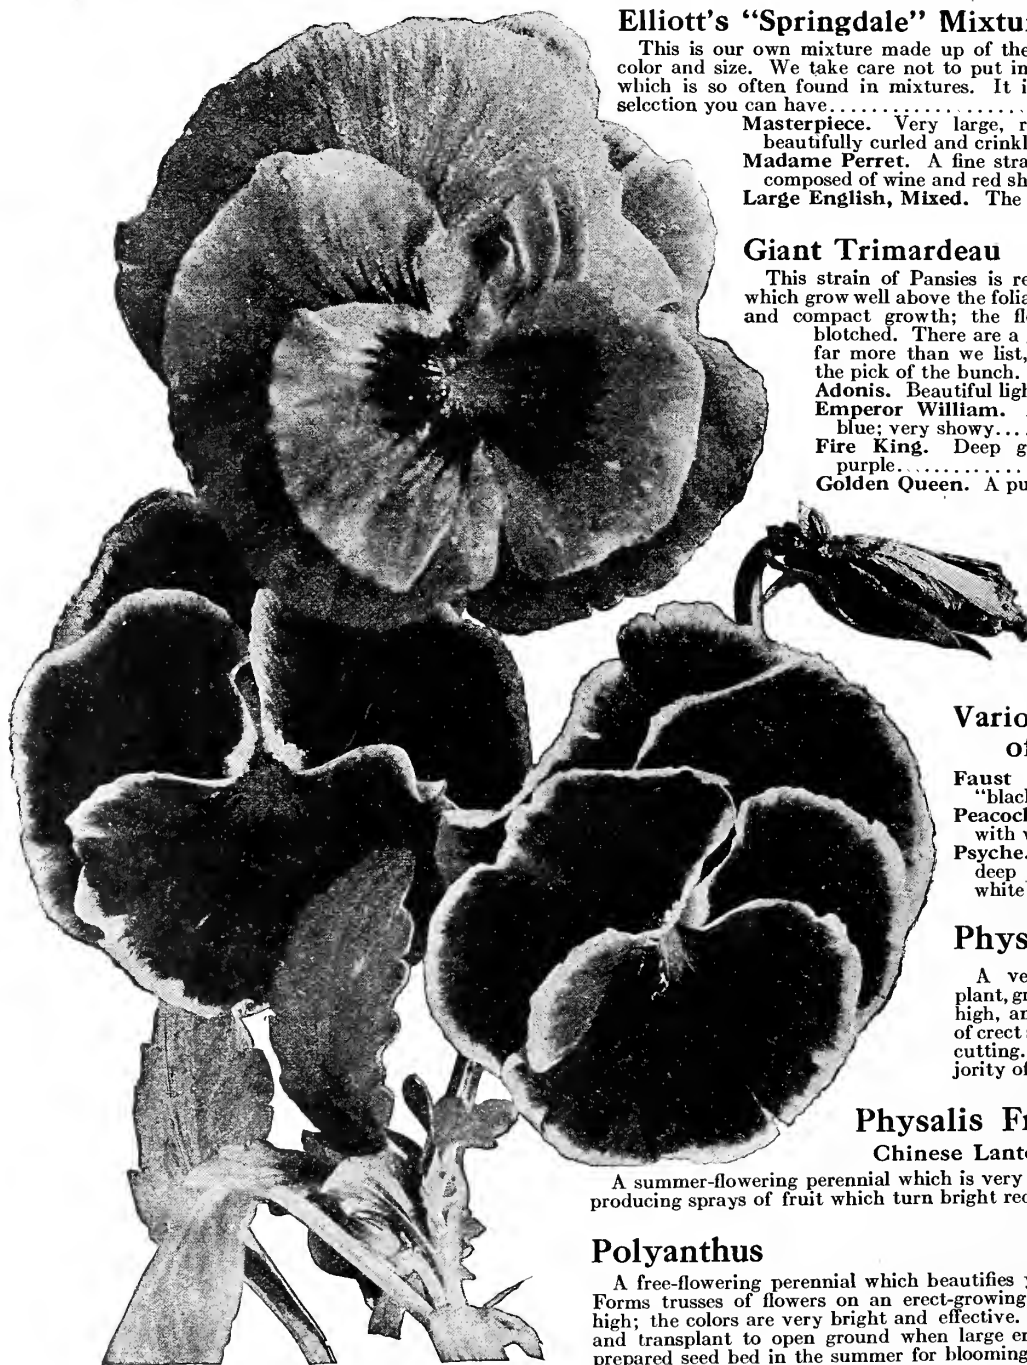 Elliott's "Springdale" Mixtu
This is our own mixture made up of the
color and size. We take care not to put in
which is so often found in mixtures. It i
selection you can have....................
Masterpiece. Very large, r
beautifully curled and crinkl
Madame Perret. A fine stra
composed of wine and red sh
Large English, Mixed. The
Giant Trimardeau
This strain of Pansies is re
which grow well above the folia
and compact growth; the fl
blotched. There are a
far more than we list,
the pick of the bunch.
Adonis. Beautiful ligh
Emperor William.
blue; very showy....
Fire King. Deep g
purple..............
Golden Queen. A pu
Vario
of
Faust
"black
Peacock
with v
Psyche.
deep
white
Phys
A ve
plant, gr
high, an
of erect
cutting.
jority of
Physalis Fr
Chinese Lante
A summer-flowering perennial which is very
producing sprays of fruit which turn bright red
Polyanthus
A free-flowering perennial which beautifies y
Forms trusses of flowers on an erect-growing
high; the colors are very bright and effective.
and transplant to open ground when large en
prepared seed bed in the summer for blooming